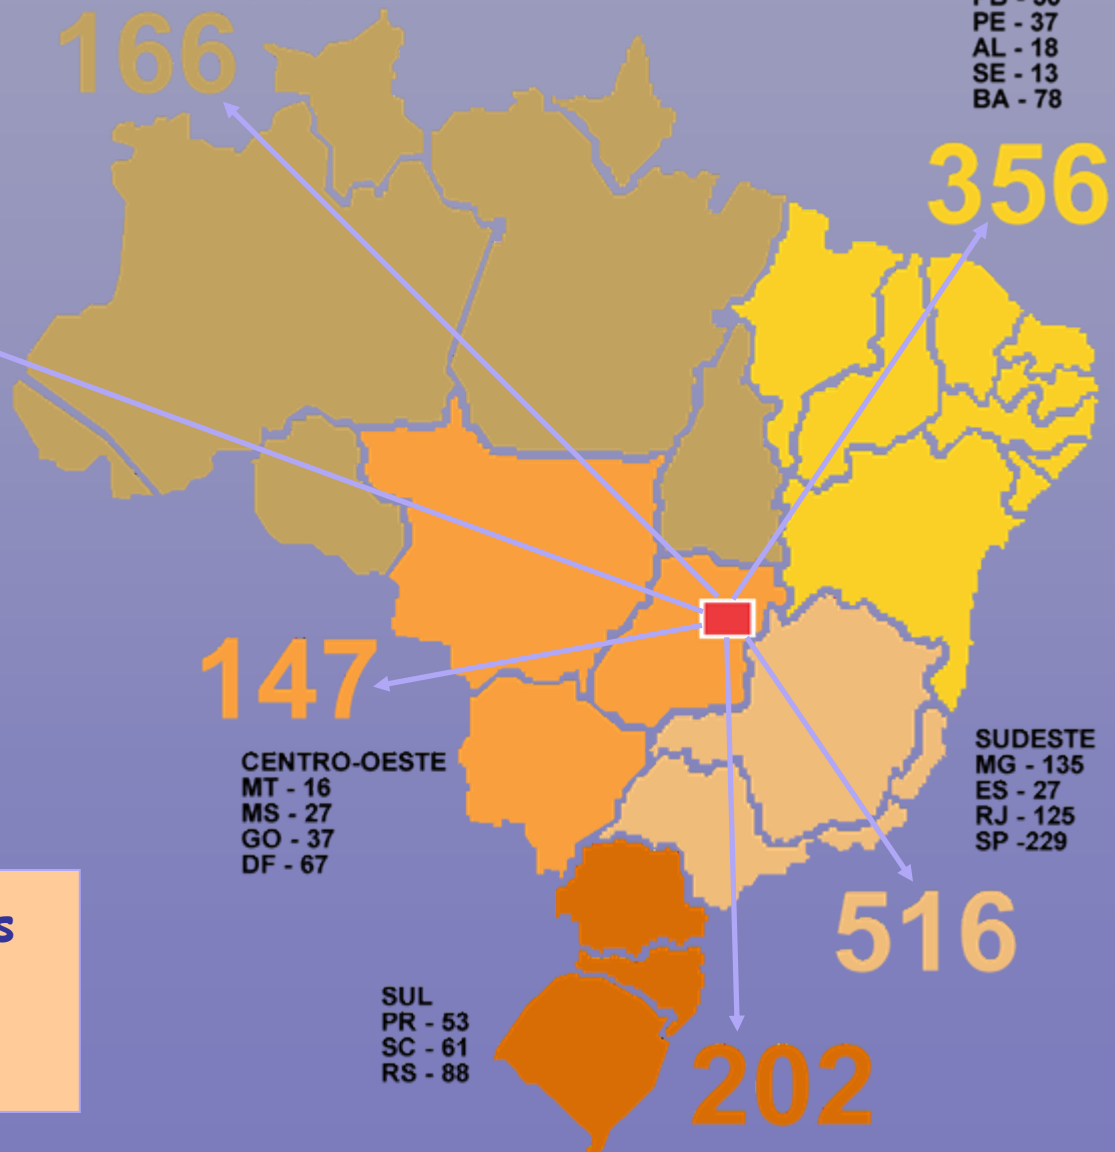 166
PE - 37
AL - 18
SE - 13
BA - 78
356
147
CENTRO-OESTE
MT - 16
MS - 27
GO - 37
DF - 67
SUDESTE
MG - 135
ES - 27
RJ - 125
SP -229
516
s
SUL
PR - 53
SC - 61
RS - 88
202